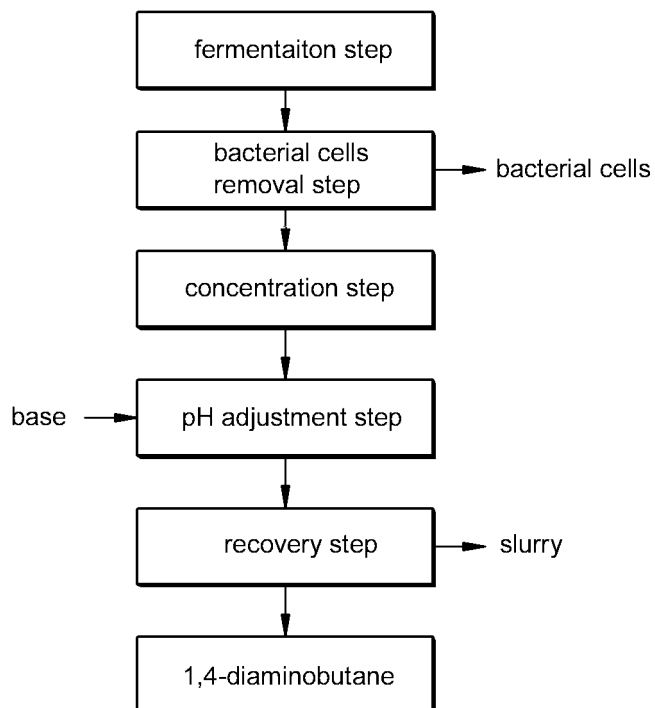 fermentaiton step
bacterial cells
removal step
bacterial cells
concentration step
base
pH adjustment step
recovery step
slurry
1,4-diaminobutane